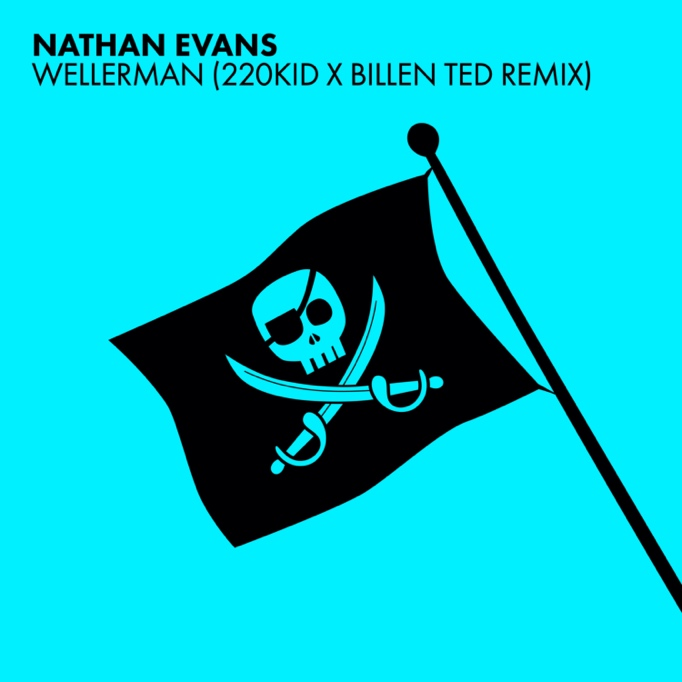 NATHAN EVANS
WELLERMAN (220KID X BILLEN TED REMIX)